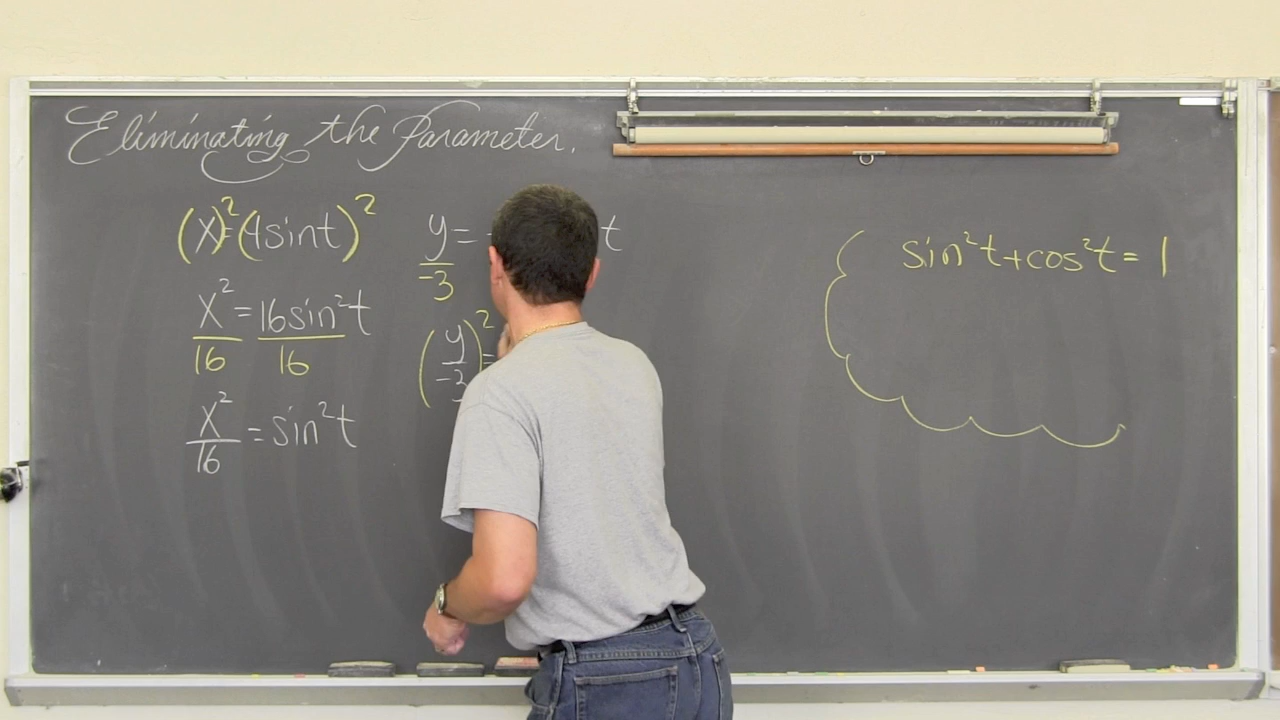 Eliminating the Parameter.
(x)²=(4sint)²
x²/16 = 16sin²t/16
x²/16 = sin²t
y/-3 = t
(y/-3)² =
sin²t+cos²t= 1